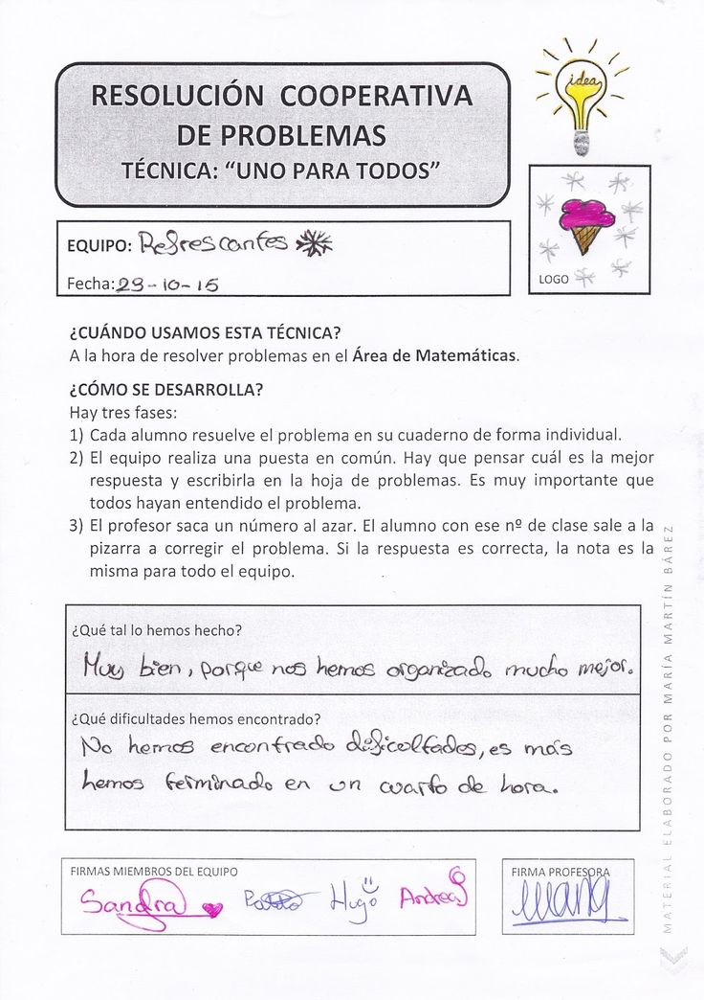 idea
RESOLUCIÓN COOPERATIVA
DE PROBLEMAS
TÉCNICA: “UNO PARA TODOS”
EQUIPO: Refrescantes
Fecha: 29-10-15
LOGO
¿CUÁNDO USAMOS ESTA TÉCNICA?
A la hora de resolver problemas en el Área de Matemáticas.
¿CÓMO SE DESARROLLA?
Hay tres fases:
1) Cada alumno resuelve el problema en su cuaderno de forma individual.
2) El equipo realiza una puesta en común. Hay que pensar cuál es la mejor
respuesta y escribirla en la hoja de problemas. Es muy importante que
todos hayan entendido el problema.
3) El profesor saca un número al azar. El alumno con ese nº de clase sale a la
pizarra a corregir el problema. Si la respuesta es correcta, la nota es la
misma para todo el equipo.
¿Qué tal lo hemos hecho?
Muy bien, porque nos hemos organizado mucho mejor.
¿Qué dificultades hemos encontrado?
No hemos encontrado dificoltades, es más
hemos terminado en un cuarto de hora.
FIRMAS MIEMBROS DEL EQUIPO
Sandra Hugo Andrea
FIRMA PROFESORA
MATERIAL ELABORADO POR MARÍA MARTÍN BÁREZ